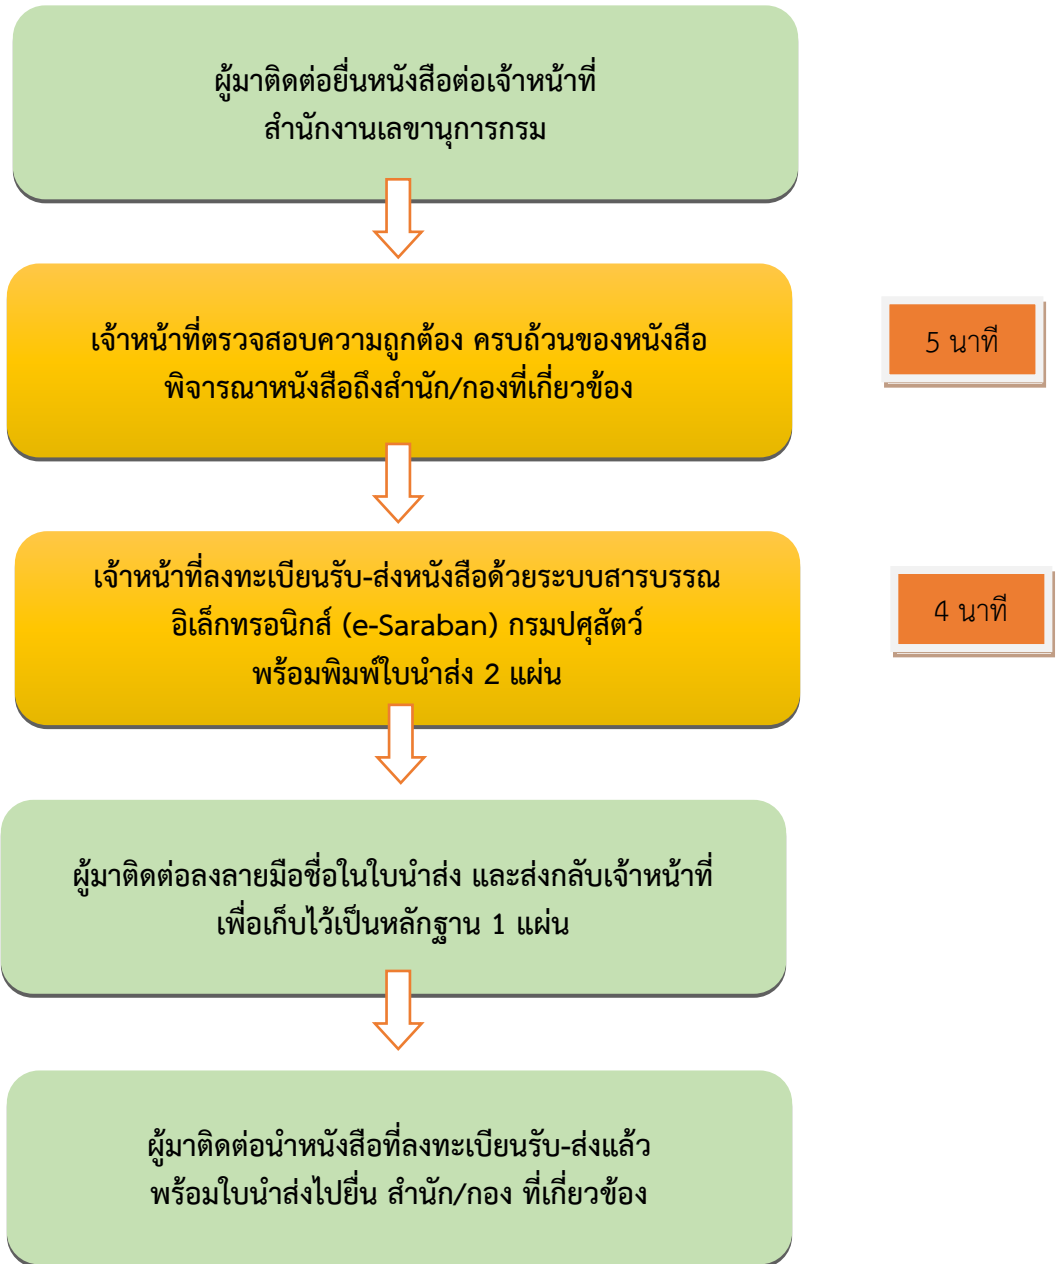 ผู้มาติดต่อยื่นหนังสือต่อเจ้าหน้าที่
สำนักงานเลขานุการกรม
เจ้าหน้าที่ตรวจสอบความถูกต้อง ครบถ้วนของหนังสือ
พิจารณาหนังสือถึงสำนัก/กองที่เกี่ยวข้อง
5 นาที
เจ้าหน้าที่ลงทะเบียนรับ-ส่งหนังสือด้วยระบบสารบรรณ
อิเล็กทรอนิกส์ (e-Saraban) กรมปศุสัตว์
พร้อมพิมพ์ใบนำส่ง 2 แผ่น
4 นาที
ผู้มาติดต่อลงลายมือชื่อในใบนำส่ง และส่งกลับเจ้าหน้าที่
เพื่อเก็บไว้เป็นหลักฐาน 1 แผ่น
ผู้มาติดต่อนำหนังสือที่ลงทะเบียนรับ-ส่งแล้ว
พร้อมใบนำส่งไปยื่น สำนัก/กอง ที่เกี่ยวข้อง